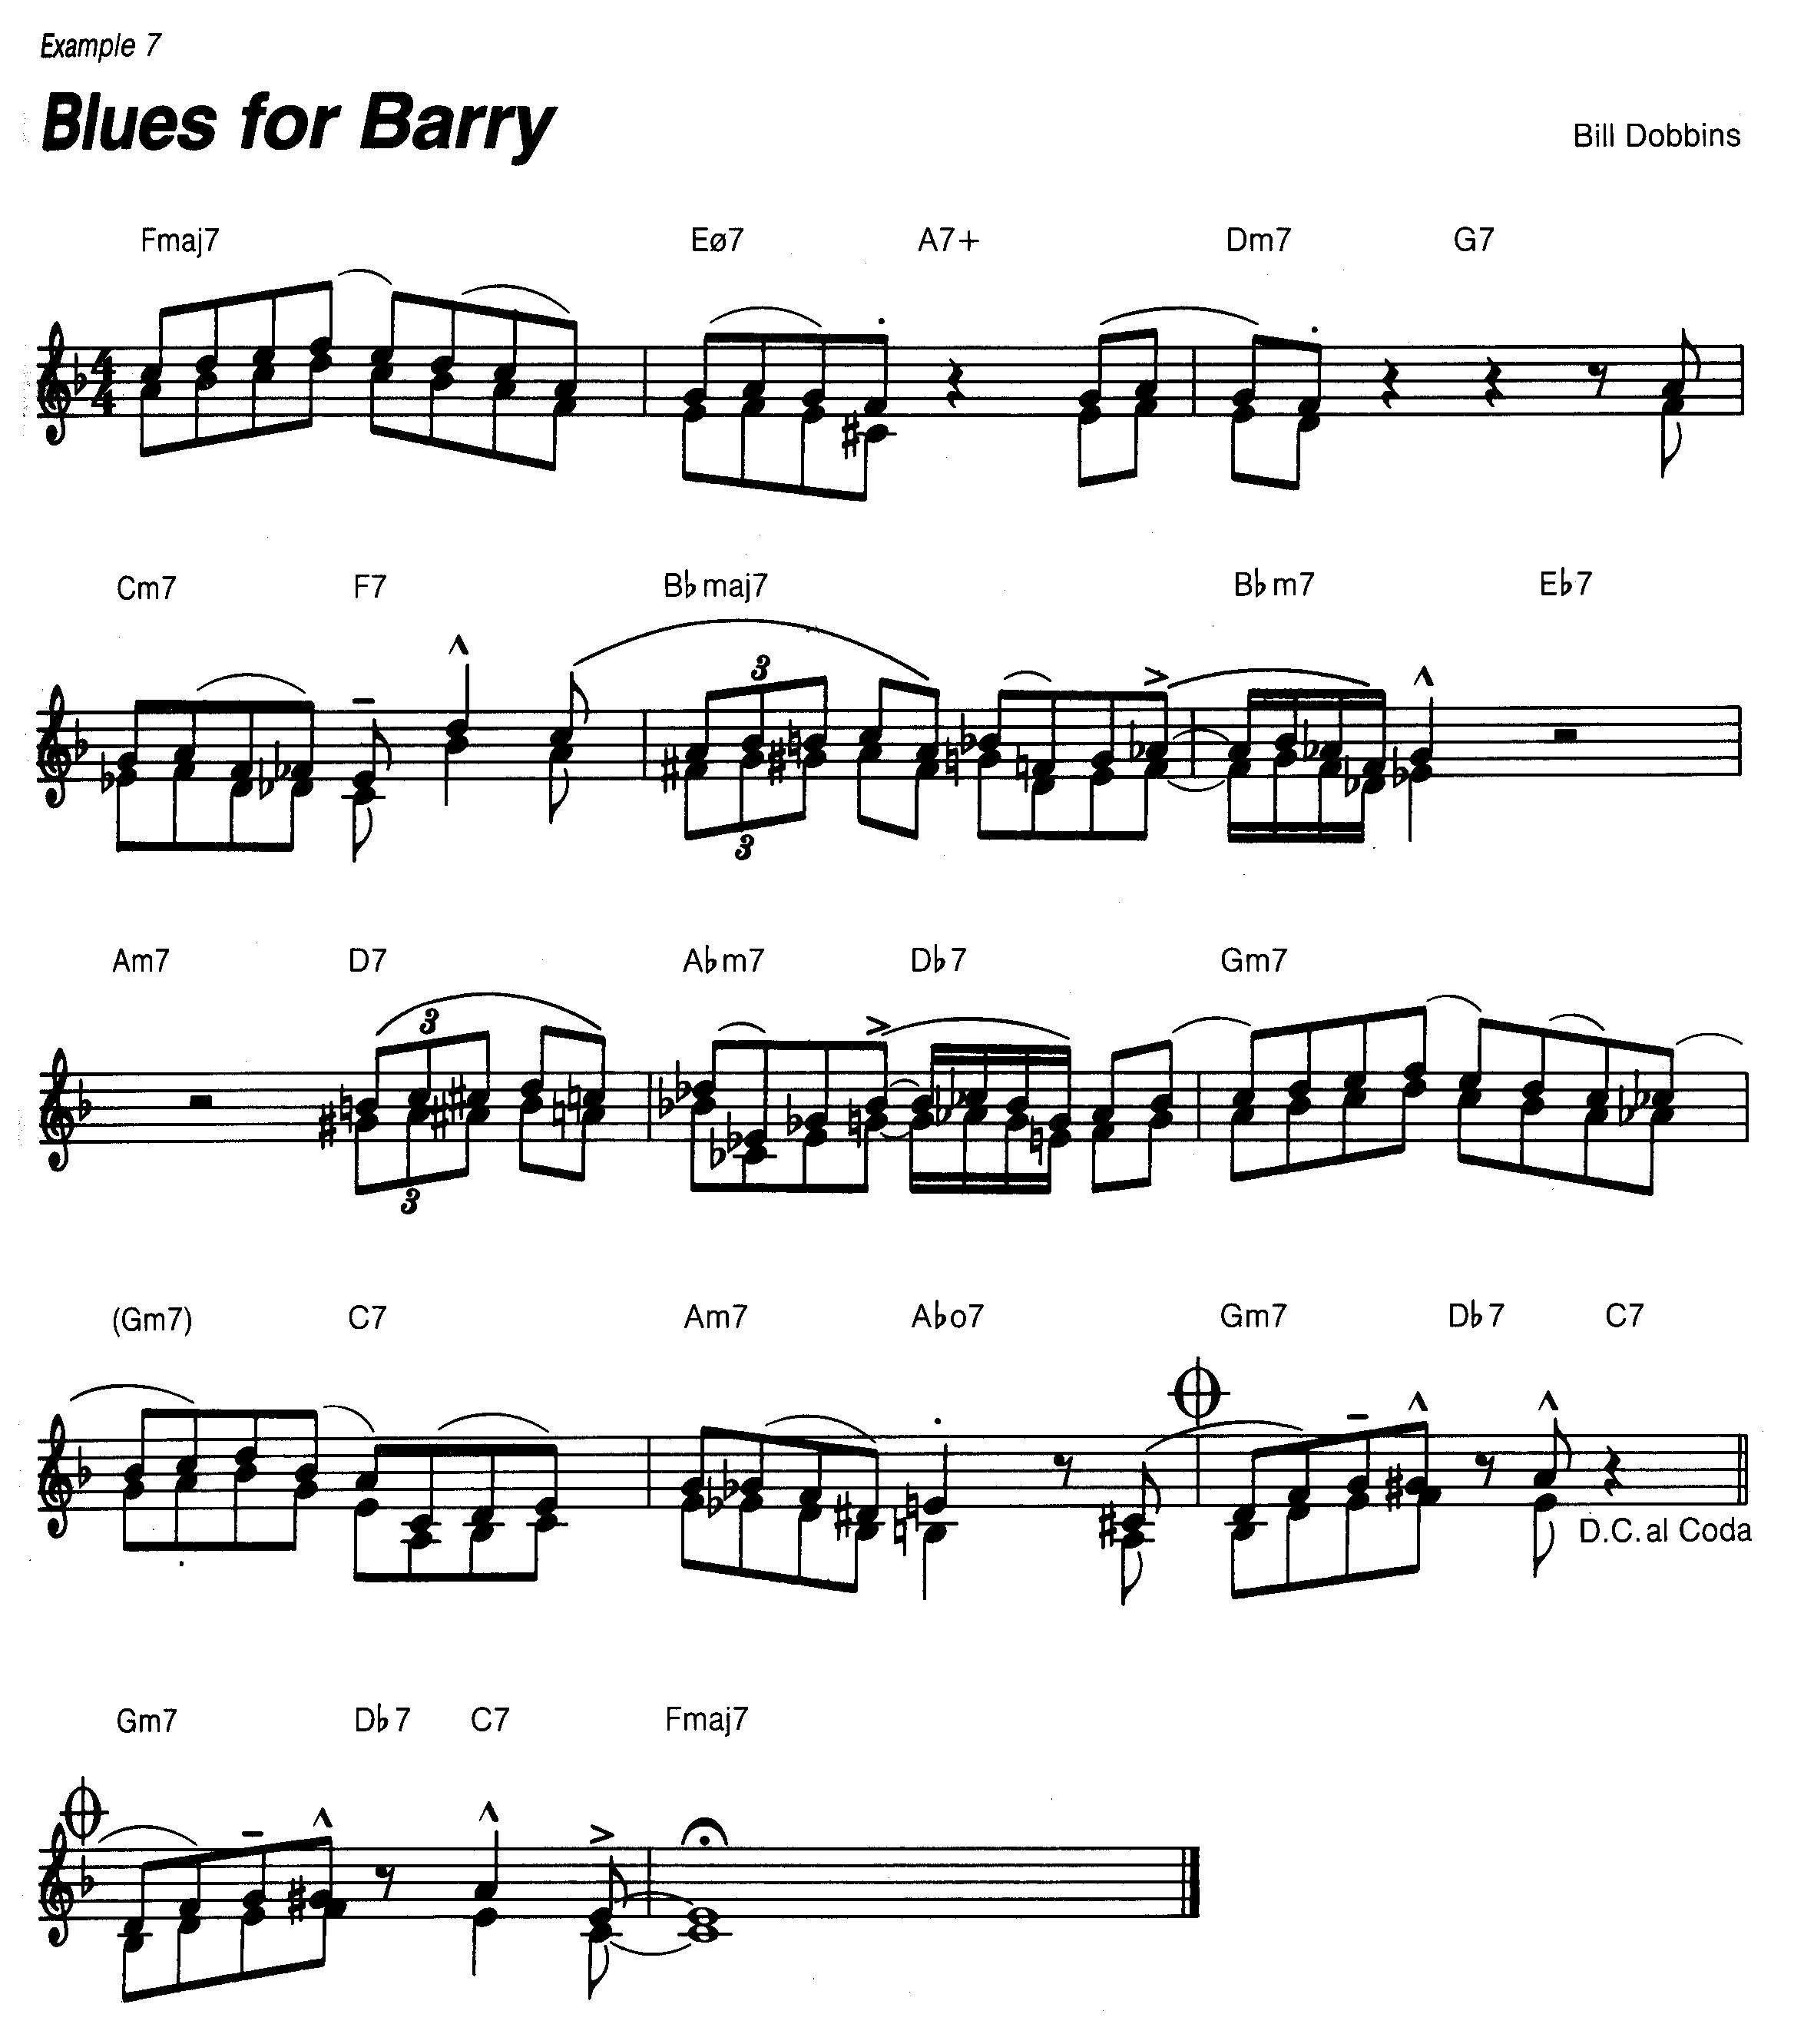 Example 7
Blues for Barry
Bill Dobbins
Fmaj7 Eø7 A7+ Dm7 G7
4
4
Cm7 F7 B♭maj7 B♭m7 E♭7
3
3
Am7 D7 A♭m7 D♭7 Gm7
3
3
(Gm7) C7 Am7 A♭o7 Gm7 D♭7 C7
D.C. al Coda
Gm7 D♭7 C7 Fmaj7